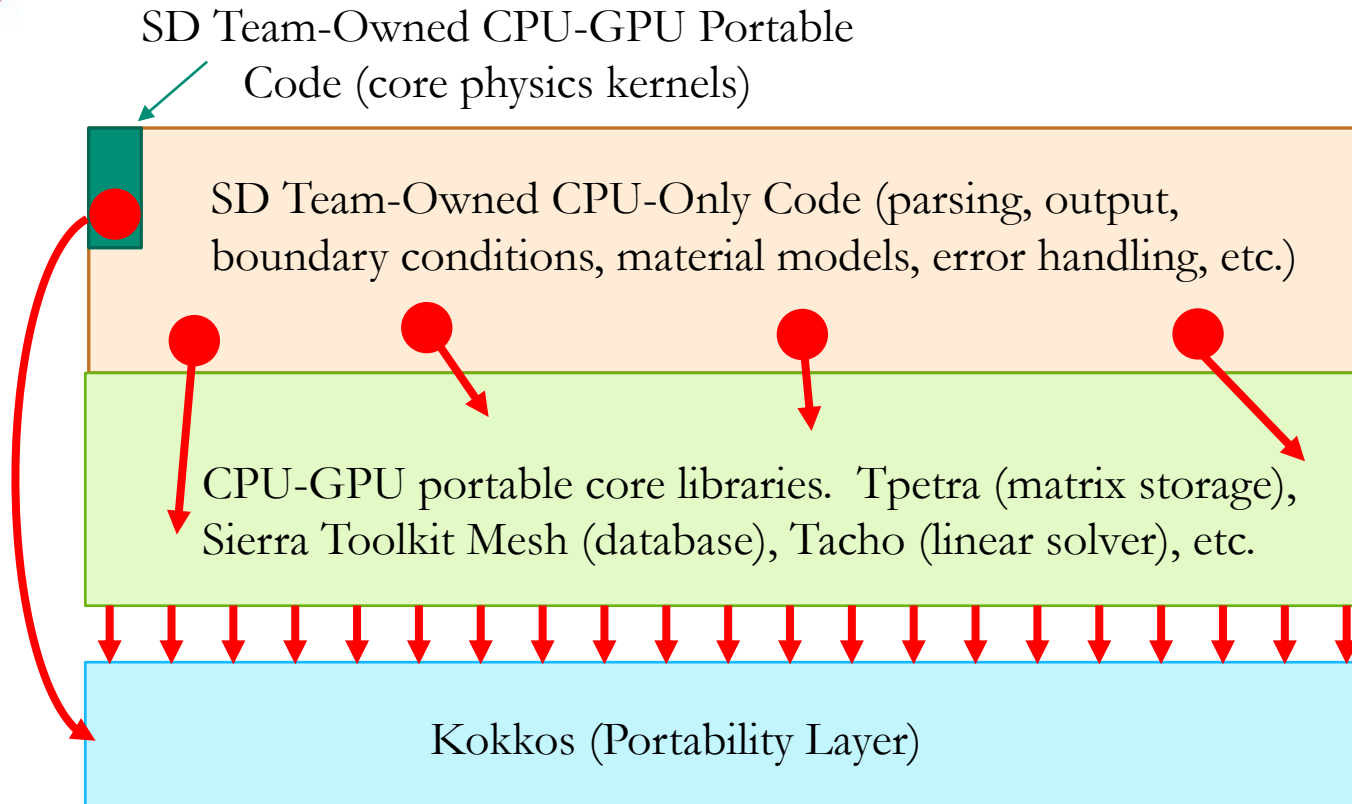 SD Team-Owned CPU-GPU Portable
Code (core physics kernels)
SD Team-Owned CPU-Only Code (parsing, output,
boundary conditions, material models, error handling, etc.)
CPU-GPU portable core libraries.  Tpetra (matrix storage),
Sierra Toolkit Mesh (database), Tacho (linear solver), etc.
Kokkos (Portability Layer)